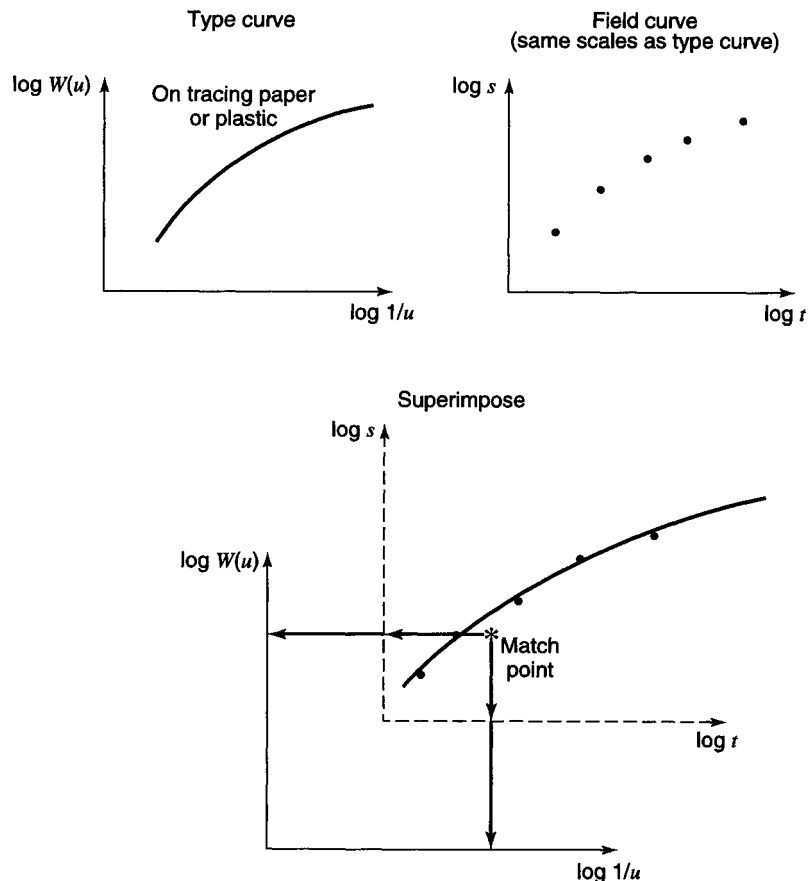 Type curve
Field curve
(same scales as type curve)
log W(u)
On tracing paper
or plastic
log 1/u
log s
log t
Superimpose
log s
log W(u)
Match
point
log t
log 1/u